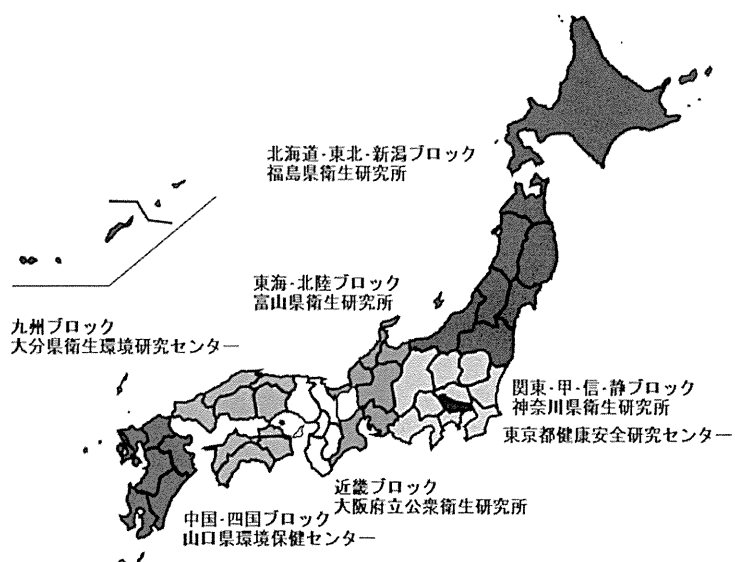 北海道・東北・新潟ブロック
福島県衛生研究所
東海・北陸ブロック
富山県衛生研究所
九州ブロック
大分県衛生環境研究センター
関東・甲・信・静ブロック
神奈川県衛生研究所
東京都健康安全研究センター
近畿ブロック
大阪府立公衆衛生研究所
中国・四国ブロック
山口県環境保健センター